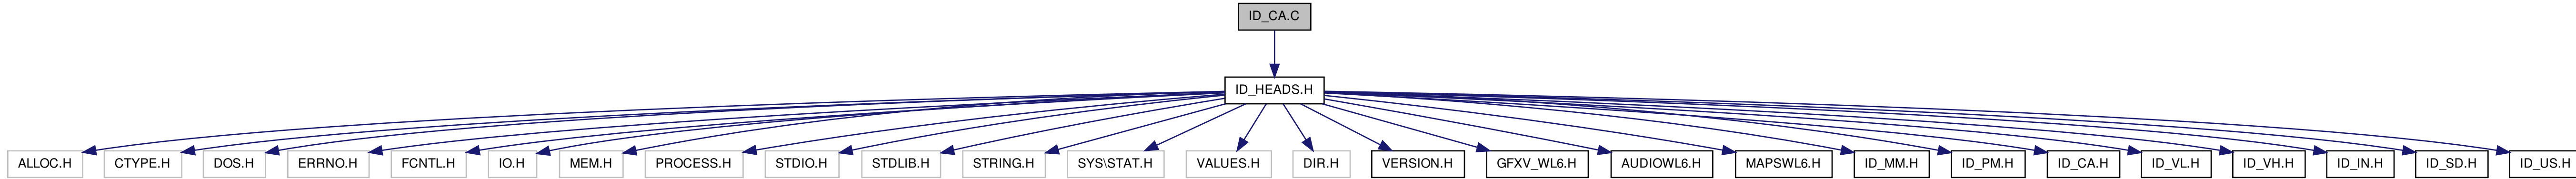 ID_CA.C
ID_HEADS.H
ALLOC.H
CTYPE.H
DOS.H
ERRNO.H
FCNTL.H
IO.H
MEM.H
PROCESS.H
STDIO.H
STDLIB.H
STRING.H
SYS\STAT.H
VALUES.H
DIR.H
VERSION.H
GFXV_WL6.H
AUDIOWL6.H
MAPSWL6.H
ID_MM.H
ID_PM.H
ID_CA.H
ID_VL.H
ID_VH.H
ID_IN.H
ID_SD.H
ID_US.H